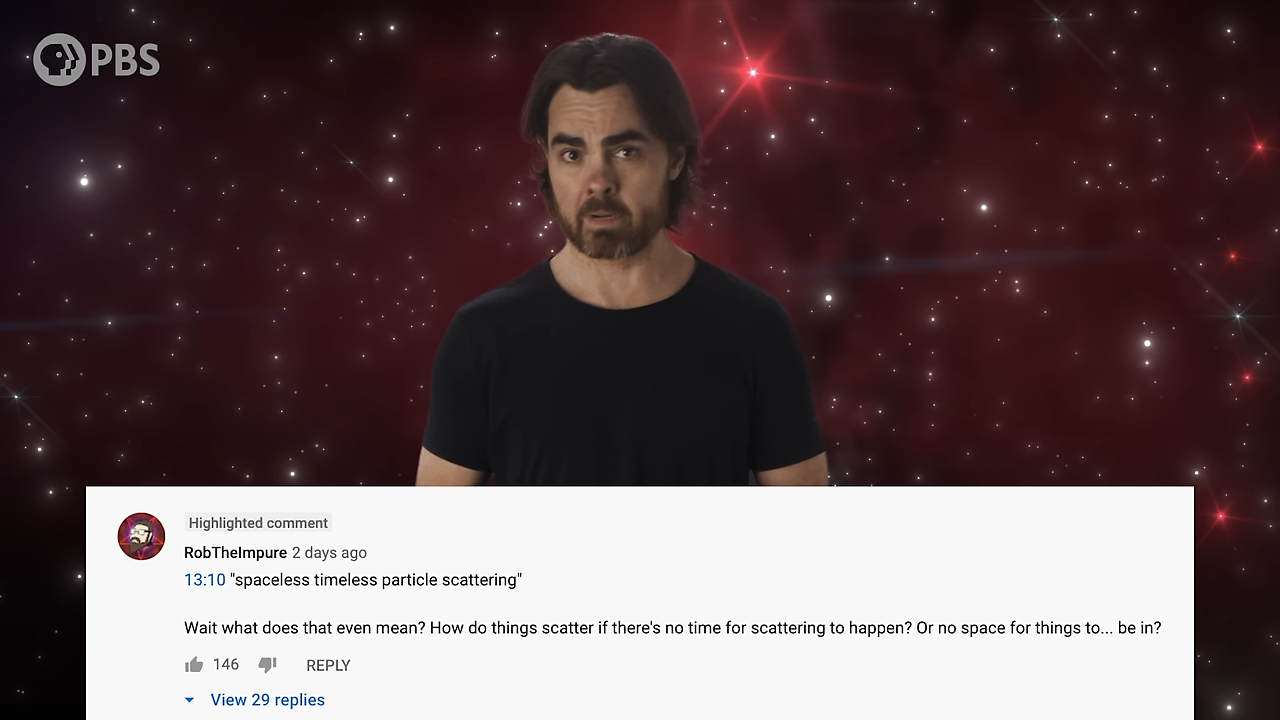 PBS
Highlighted comment
RobTheImpure 2 days ago
13:10 "spaceless timeless particle scattering"
Wait what does that even mean? How do things scatter if there's no time for scattering to happen? Or no space for things to... be in?
146 REPLY
View 29 replies